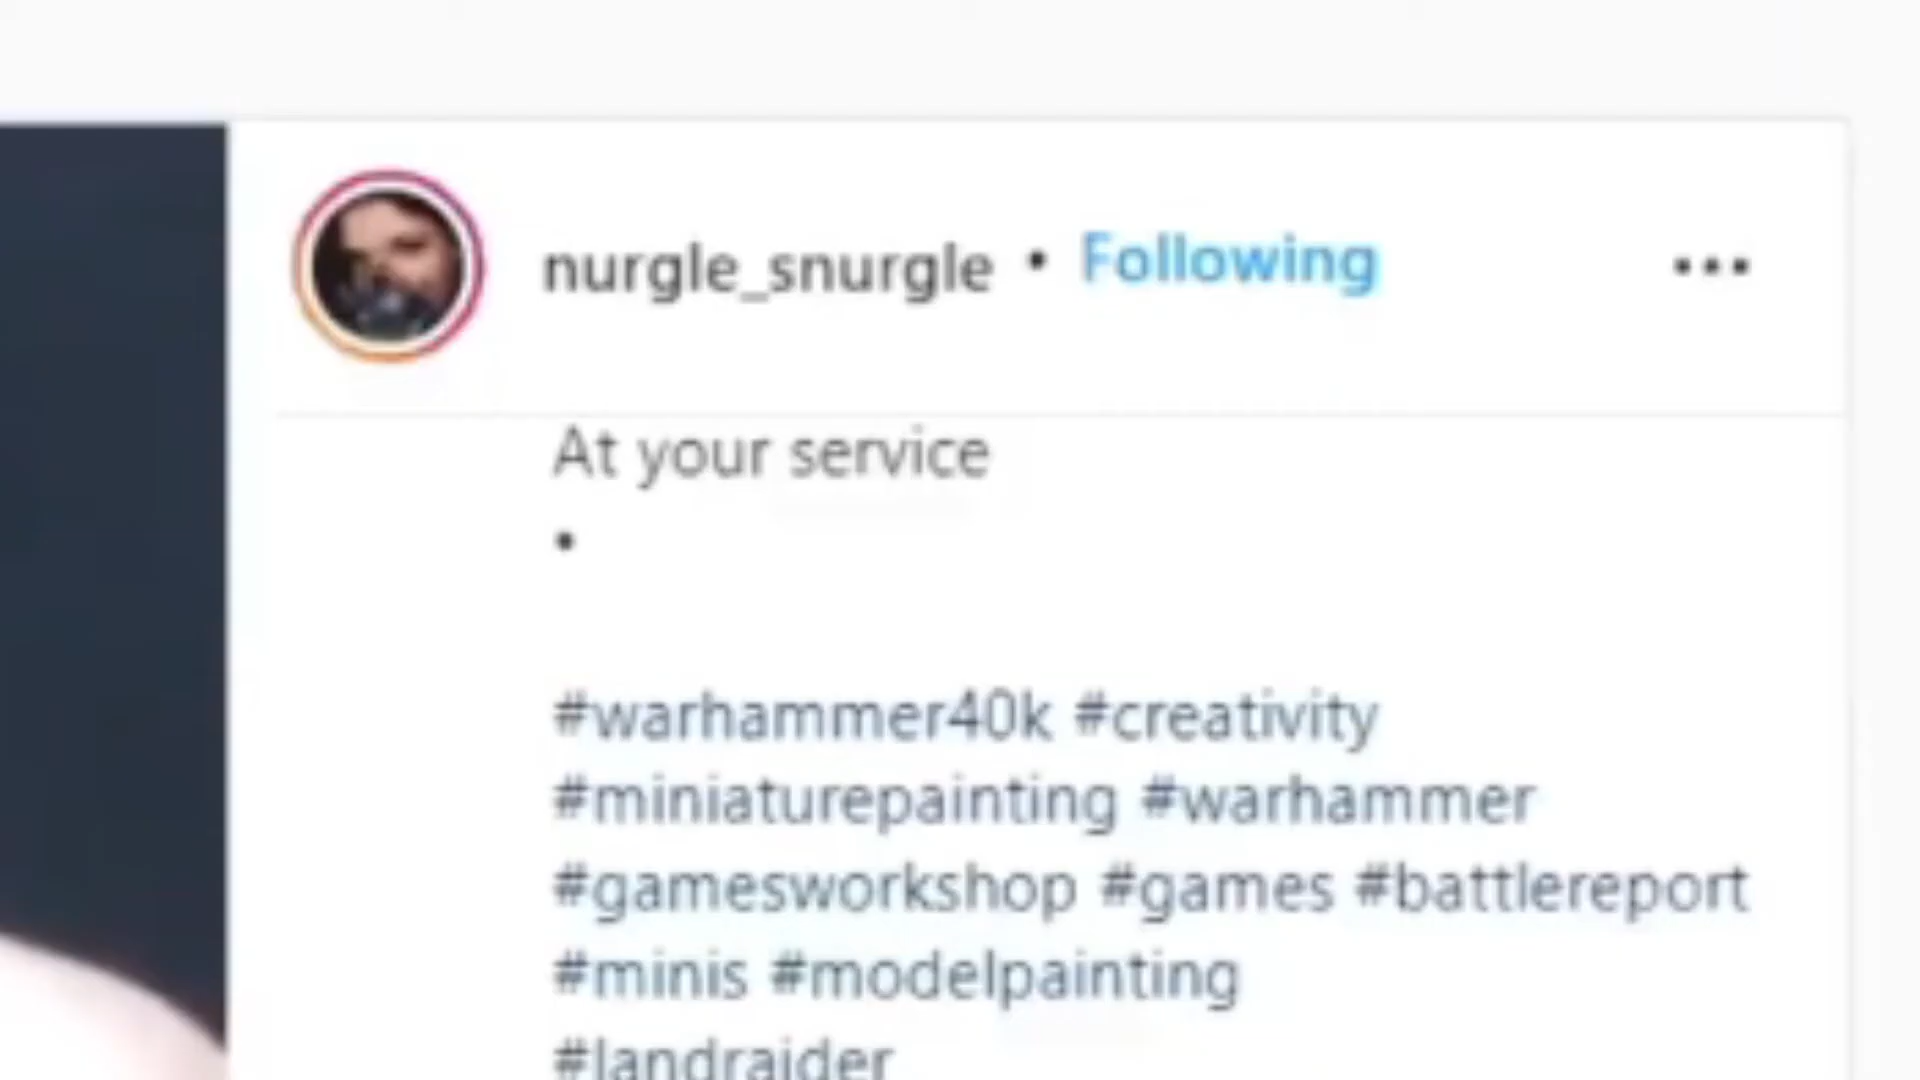 nurgle_snurgle • Following
At your service
•
#warhammer40k #creativity
#miniaturepainting #warhammer
#gamesworkshop #games #battlereport
#minis #modelpainting
#landraider